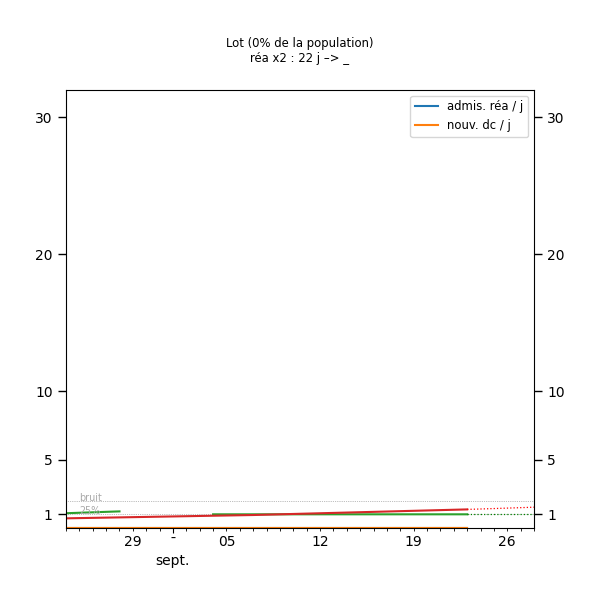 Lot (0% de la population)
réa x2 : 22 j –> _
admis. réa / j
nouv. dc / j
30
30
20
20
10
10
5
5
bruit
25%
1
1
29
-
05
12
19
26
sept.